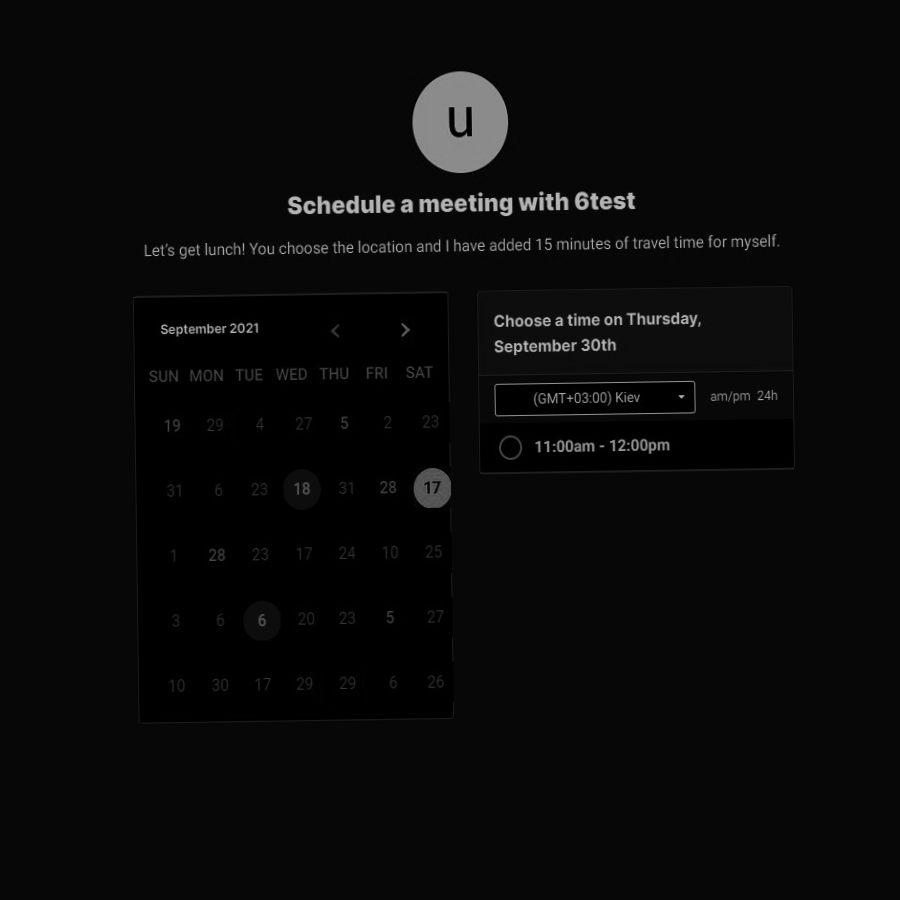 u
Schedule a meeting with 6test
Let's get lunch! You choose the location and I have added 15 minutes of travel time for myself.
September 2021
SUN MON TUE WED THU FRI SAT
19 29 4 27 5 2 23
31 6 23 18 31 28 17
1 28 23 17 24 10 25
3 6 6 20 23 5 27
10 30 17 29 29 6 26
Choose a time on Thursday,
September 30th
(GMT+03:00) Kiev am/pm 24h
11:00am - 12:00pm